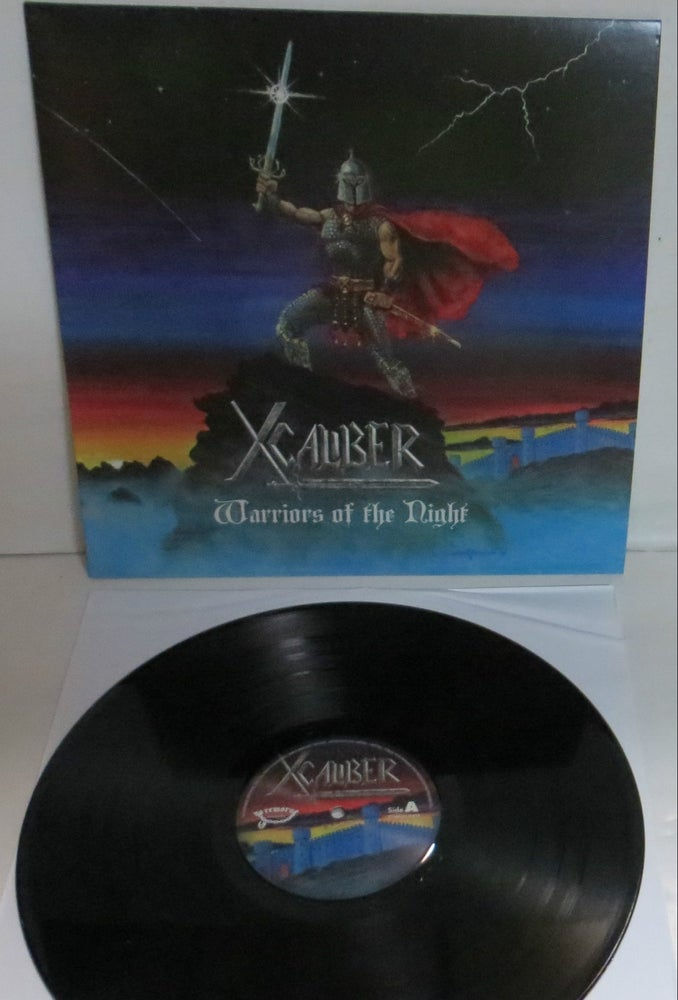 XCALIBER
Warriors of the Night
XCALIBER
Side A